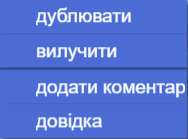 дублювати
вилучити
додати коментар
довідка